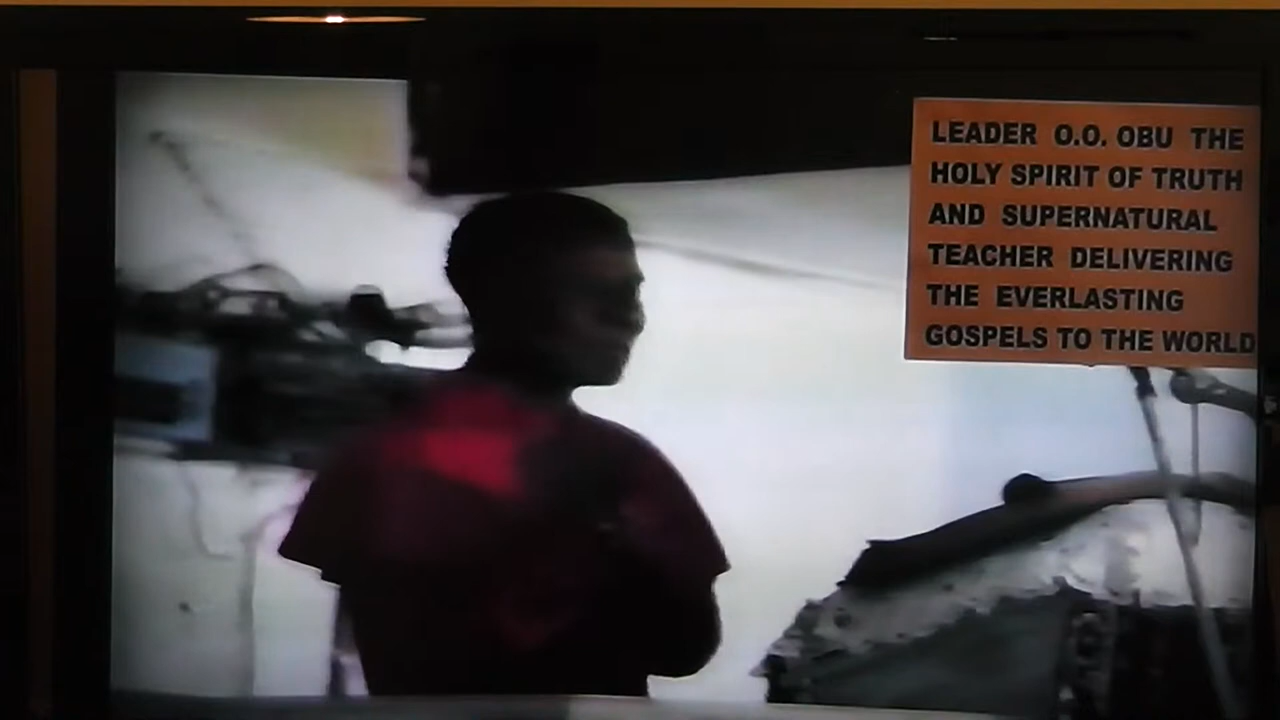 LEADER O.O. OBU THE
HOLY SPIRIT OF TRUTH
AND SUPERNATURAL
TEACHER DELIVERING
THE EVERLASTING
GOSPELS TO THE WORLD